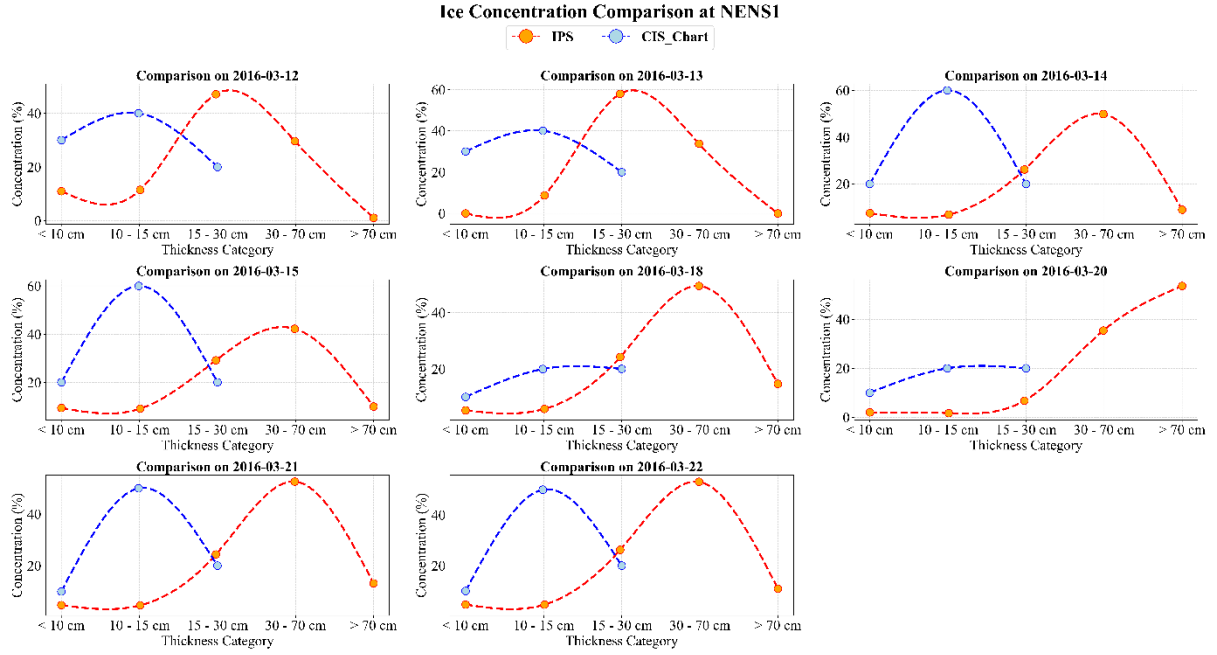 Ice Concentration Comparison at NENS1
IPS CIS_Chart
Comparison on 2016-03-12
Concentration (%)
40
20
0
< 10 cm 10 - 15 cm 15 - 30 cm 30 - 70 cm > 70 cm
Thickness Category
Comparison on 2016-03-13
Concentration (%)
60
40
20
0
< 10 cm 10 - 15 cm 15 - 30 cm 30 - 70 cm > 70 cm
Thickness Category
Comparison on 2016-03-14
Concentration (%)
60
40
20
< 10 cm 10 - 15 cm 15 - 30 cm 30 - 70 cm > 70 cm
Thickness Category
Comparison on 2016-03-15
Concentration (%)
60
40
20
< 10 cm 10 - 15 cm 15 - 30 cm 30 - 70 cm > 70 cm
Thickness Category
Comparison on 2016-03-18
Concentration (%)
40
20
< 10 cm 10 - 15 cm 15 - 30 cm 30 - 70 cm > 70 cm
Thickness Category
Comparison on 2016-03-20
Concentration (%)
40
20
0
< 10 cm 10 - 15 cm 15 - 30 cm 30 - 70 cm > 70 cm
Thickness Category
Comparison on 2016-03-21
Concentration (%)
40
20
< 10 cm 10 - 15 cm 15 - 30 cm 30 - 70 cm > 70 cm
Thickness Category
Comparison on 2016-03-22
Concentration (%)
40
20
< 10 cm 10 - 15 cm 15 - 30 cm 30 - 70 cm > 70 cm
Thickness Category